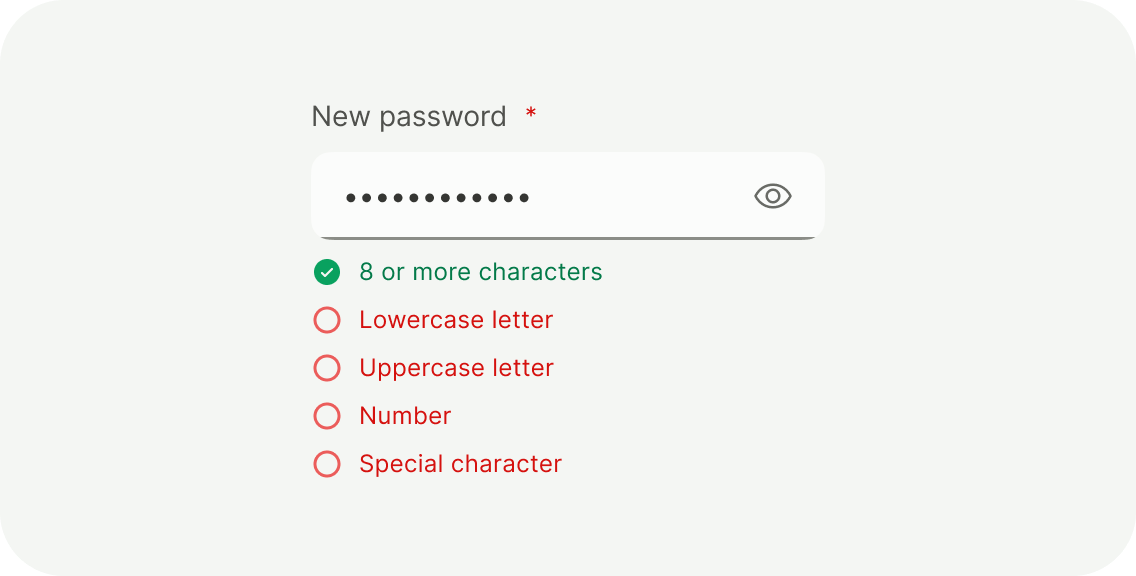 New password *
••••••••••••
8 or more characters
Lowercase letter
Uppercase letter
Number
Special character